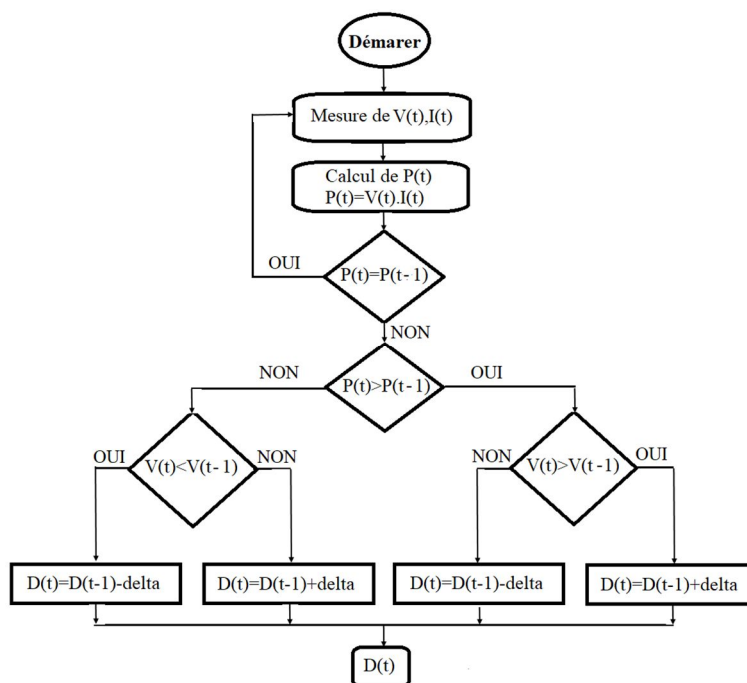 Démarer
Mesure de V(t),I(t)
Calcul de P(t)
P(t)=V(t).I(t)
OUI
P(t)=P(t-1)
NON
NON
P(t)>P(t-1)
OUI
OUI
V(t)<V(t-1)
NON
NON
V(t)>V(t-1)
OUI
D(t)=D(t-1)-delta
D(t)=D(t-1)+delta
D(t)=D(t-1)-delta
D(t)=D(t-1)+delta
D(t)